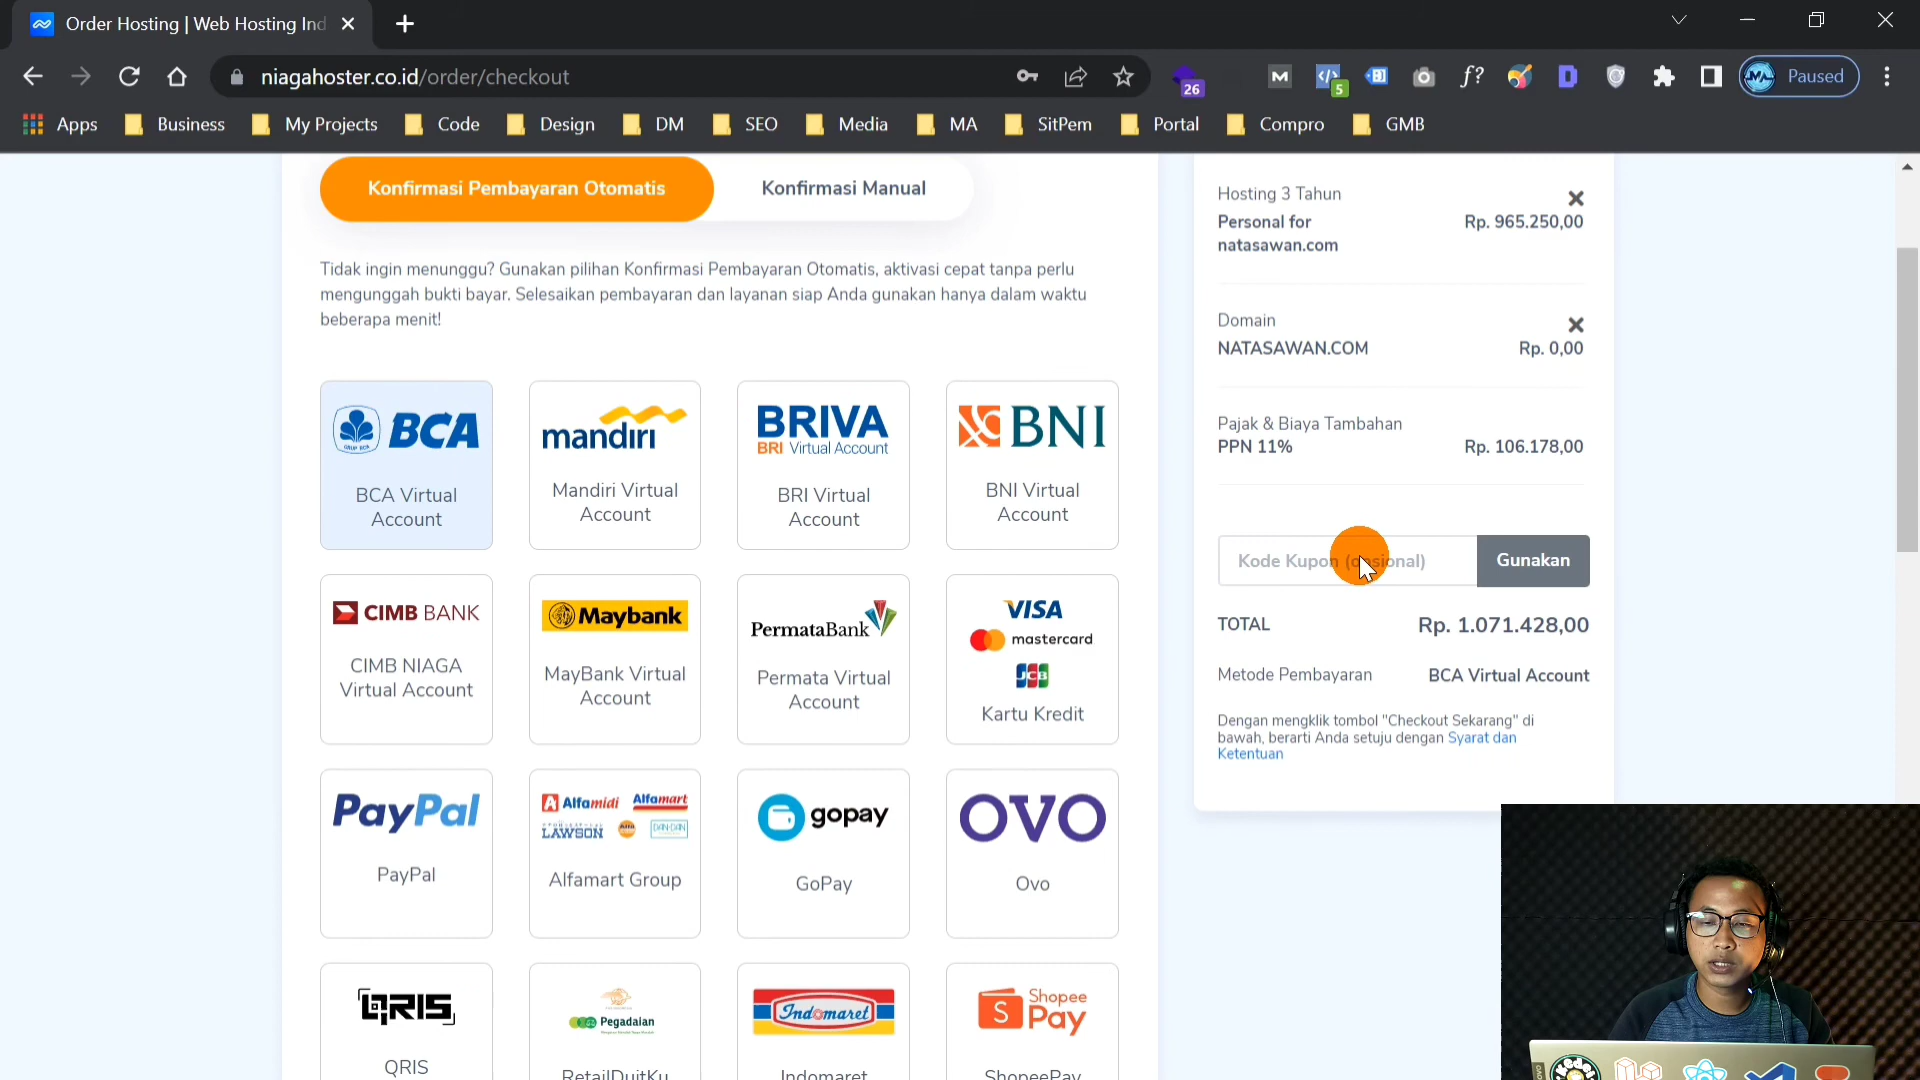 Order Hosting | Web Hosting Ind
niagahoster.co.id/order/checkout
26
M
5
f?
D
Paused
Apps
Business
My Projects
Code
Design
DM
SEO
Media
MA
SitPem
Portal
Compro
GMB
Konfirmasi Pembayaran Otomatis
Konfirmasi Manual
Tidak ingin menunggu? Gunakan pilihan Konfirmasi Pembayaran Otomatis, aktivasi cepat tanpa perlu
mengunggah bukti bayar. Selesaikan pembayaran dan layanan siap Anda gunakan hanya dalam waktu
beberapa menit!
BCA
BCA Virtual
Account
mandiri
Mandiri Virtual
Account
BRIVA
BRI Virtual Account
BRI Virtual
Account
BNI
BNI Virtual
Account
CIMB BANK
CIMB NIAGA
Virtual Account
Maybank
MayBank Virtual
Account
PermataBank
Permata Virtual
Account
VISA
mastercard
JCB
Kartu Kredit
PayPal
PayPal
Alfamidi
Alfamart
LAWSON
DAN+DAN
Alfamart Group
gopay
GoPay
OVO
Ovo
QRIS
QRIS
Pegadaian
RetailDuitKu
Indomaret
Indomaret
Shopee
Pay
ShopeePay
Hosting 3 Tahun
Personal for
natasawan.com
Rp. 965.250,00
Domain
NATASAWAN.COM
Rp. 0,00
Pajak & Biaya Tambahan
PPN 11%
Rp. 106.178,00
Kode Kupon (opsional)
Gunakan
TOTAL
Rp. 1.071.428,00
Metode Pembayaran
BCA Virtual Account
Dengan mengklik tombol "Checkout Sekarang" di
bawah, berarti Anda setuju dengan Syarat dan
Ketentuan